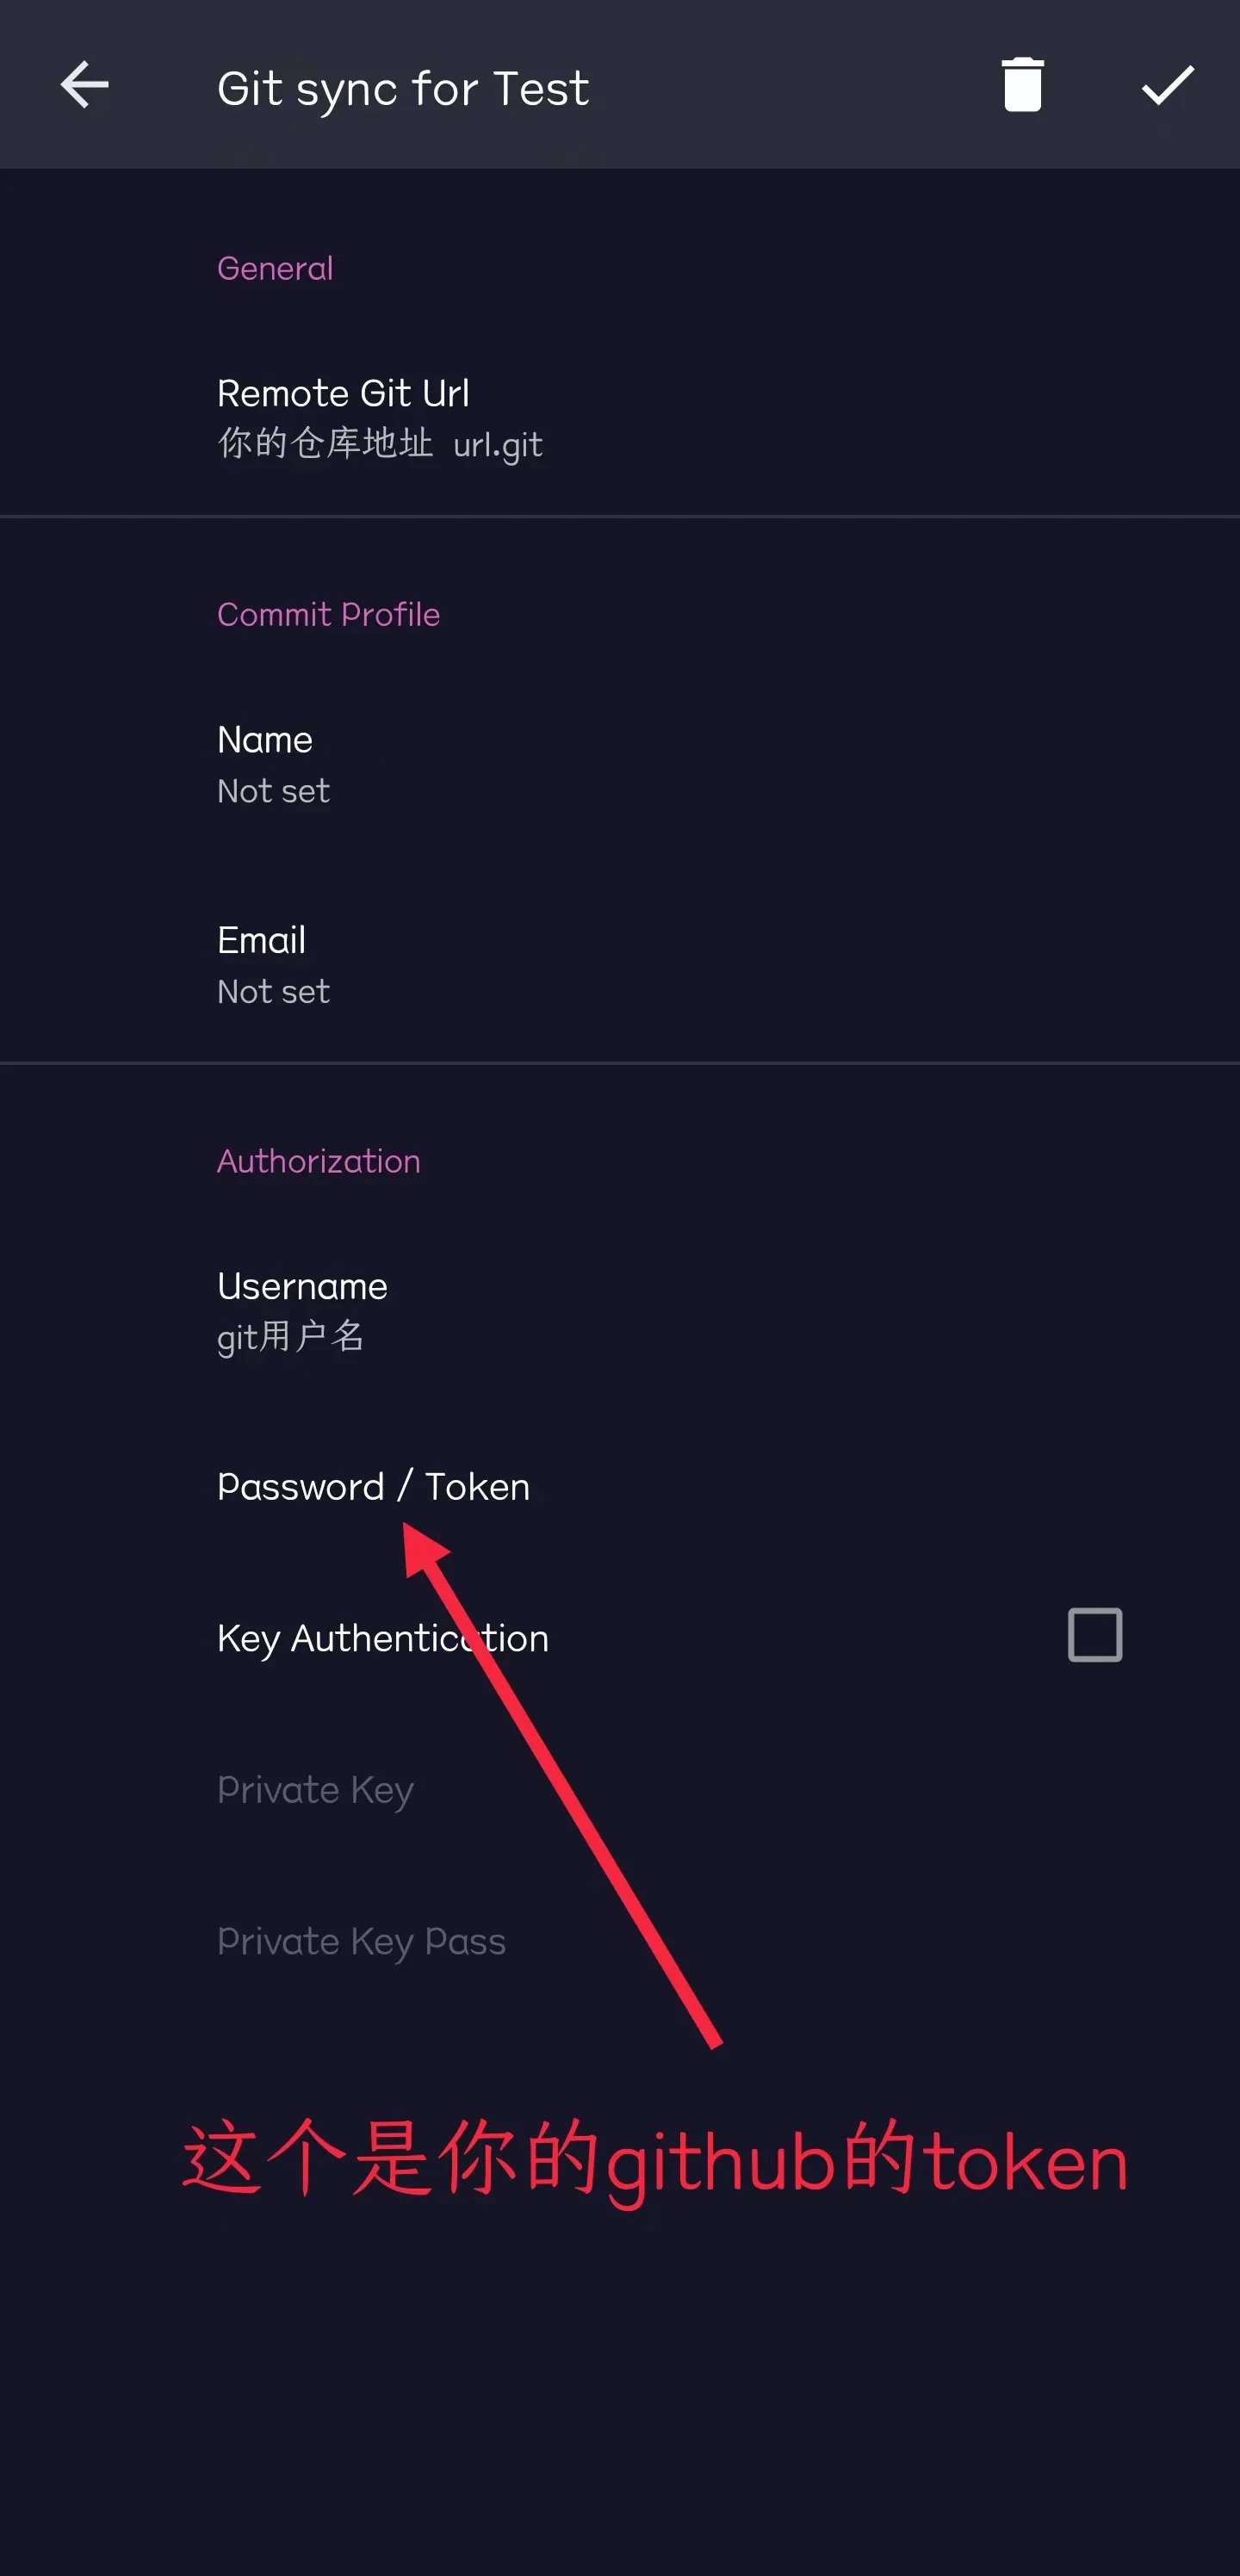 Git sync for Test
General
Remote Git Url
你的仓库地址 url.git
Commit Profile
Name
Not set
Email
Not set
Authorization
Username
git用户名
Password / Token
Key Authentication
Private Key
Private Key Pass
这个是你的github的token